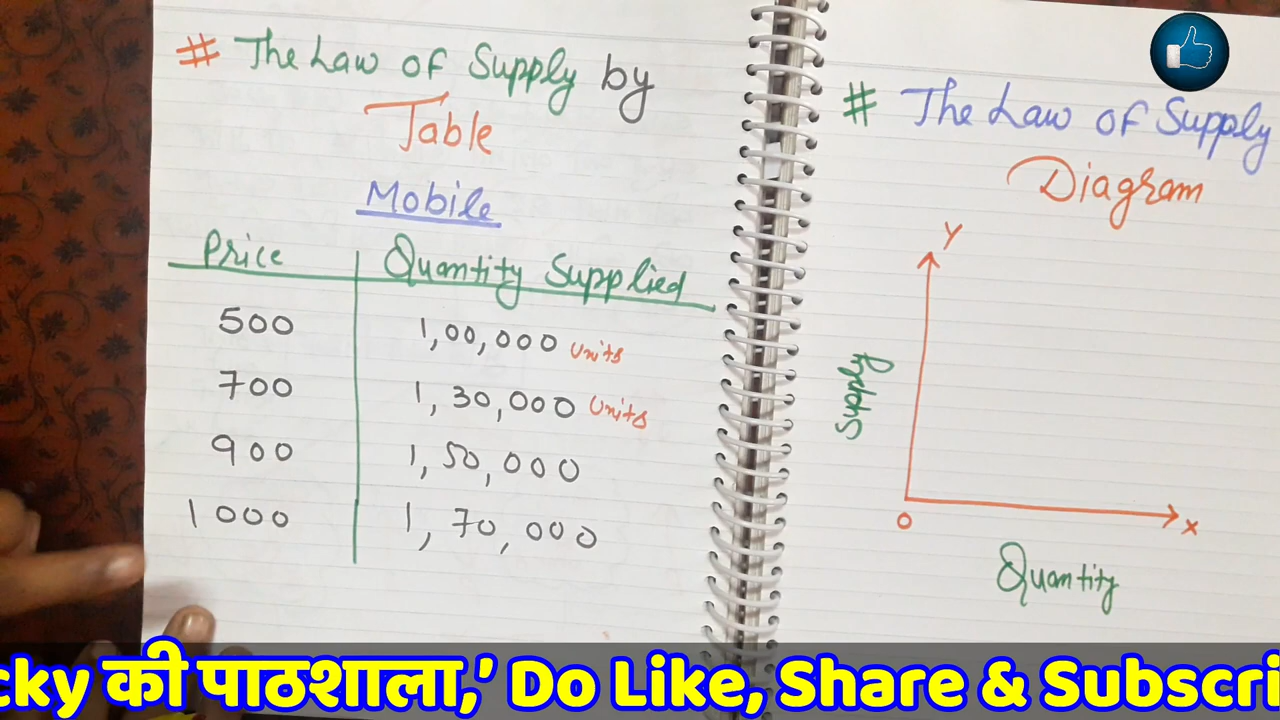 # The Law of Supply by
Table
Mobile
Price Quantity Supplied
500 1,00,000 Units
700 1,30,000 Units
900 1,50,000
1000 1,70,000
# The Law of Supply
Diagram
Y
Supply
O X
Quantity
cky की पाठशाला,’ Do Like, Share & Subscri